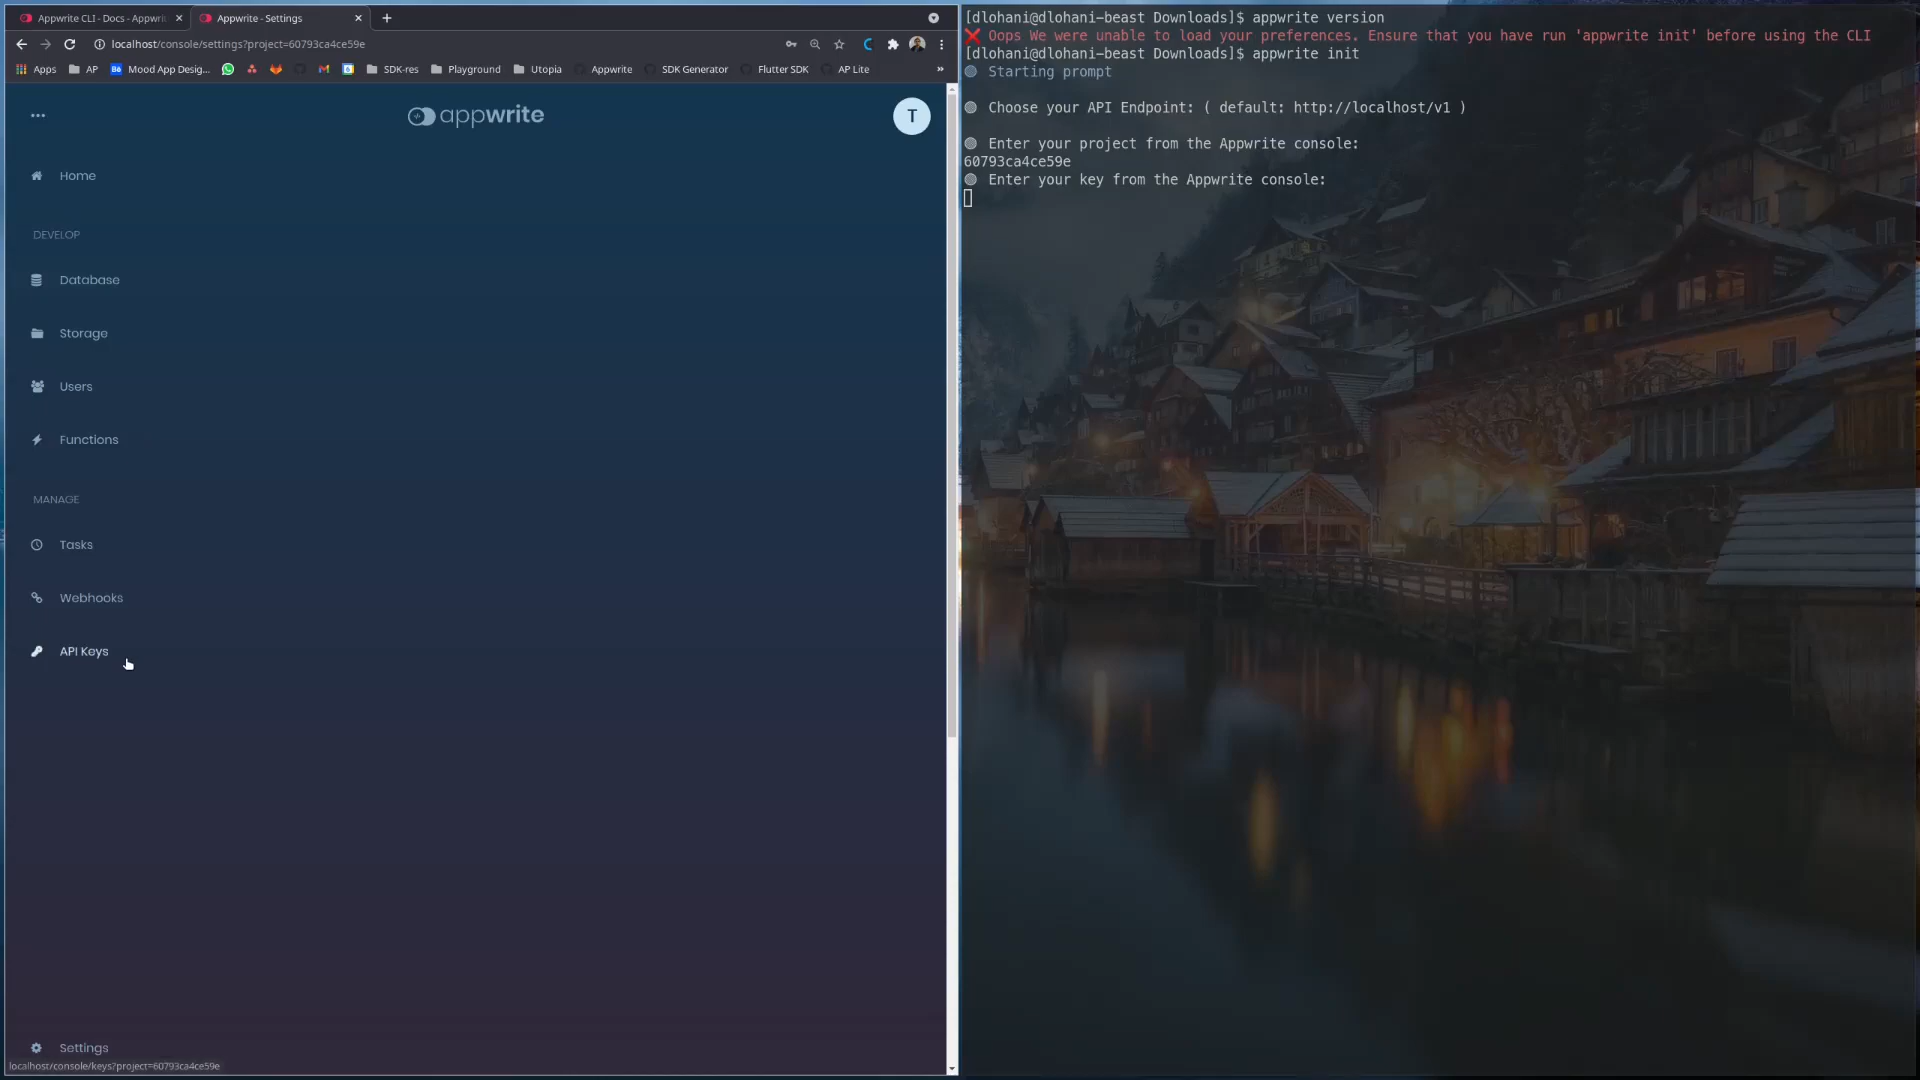 Appwrite CLI - Docs - Appwrit
Appwrite - Settings
localhost/console/settings?project=60793ca4ce59e
Apps
AP
Bē
Mood App Desig...
SDK-res
Playground
Utopia
Appwrite
SDK Generator
Flutter SDK
AP Lite
»
appwrite
T
Home
DEVELOP
Database
Storage
Users
Functions
MANAGE
Tasks
Webhooks
API Keys
Settings
localhost/console/keys?project=60793ca4ce59e
[dlohani@dlohani-beast Downloads]$ appwrite version
❌ Oops We were unable to load your preferences. Ensure that you have run 'appwrite init' before using the CLI
[dlohani@dlohani-beast Downloads]$ appwrite init
Starting prompt
Choose your API Endpoint: ( default: http://localhost/v1 )
Enter your project from the Appwrite console:
60793ca4ce59e
Enter your key from the Appwrite console: